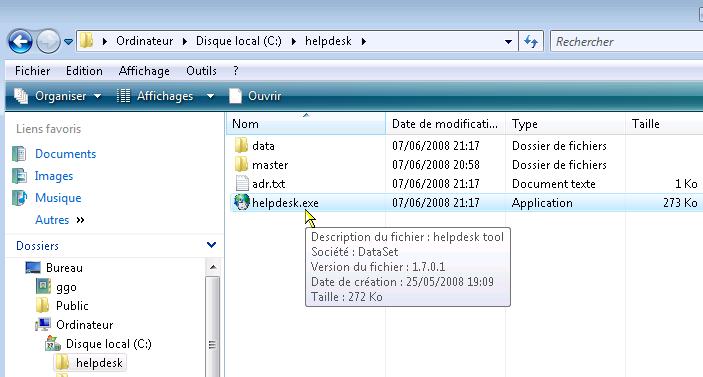 Ordinateur Disque local (C:) helpdesk Rechercher
Fichier Edition Affichage Outils ?
Organiser Affichages Ouvrir
Liens favoris
Documents
Images
Musique
Autres »
Dossiers
Bureau
ggo
Public
Ordinateur
Disque local (C:)
helpdesk
Nom Date de modificati... Type Taille
data 07/06/2008 21:17 Dossier de fichiers
master 07/06/2008 20:58 Dossier de fichiers
adr.txt 07/06/2008 21:17 Document texte 1 Ko
helpdesk.exe 07/06/2008 21:17 Application 273 Ko
Description du fichier : helpdesk tool
Société : DataSet
Version du fichier : 1.7.0.1
Date de création : 25/05/2008 19:09
Taille : 272 Ko